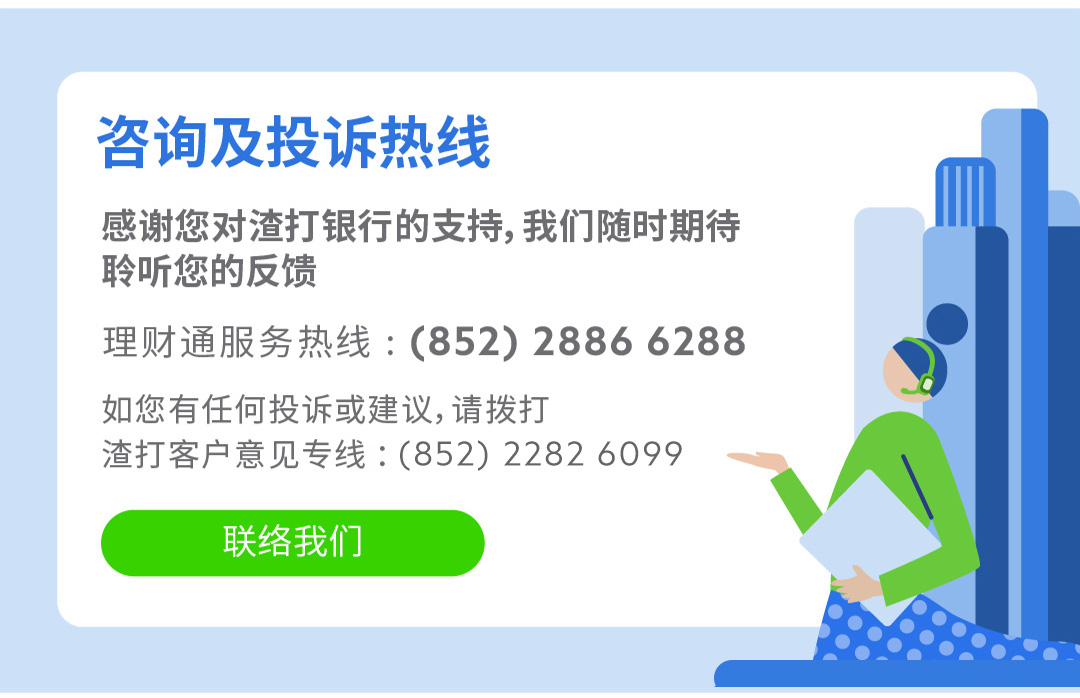 咨询及投诉热线
感谢您对渣打银行的支持,我们随时期待
聆听您的反馈
理财通服务热线:(852) 2886 6288
如您有任何投诉或建议,请拨打
渣打客户意见专线:(852) 2282 6099
联络我们